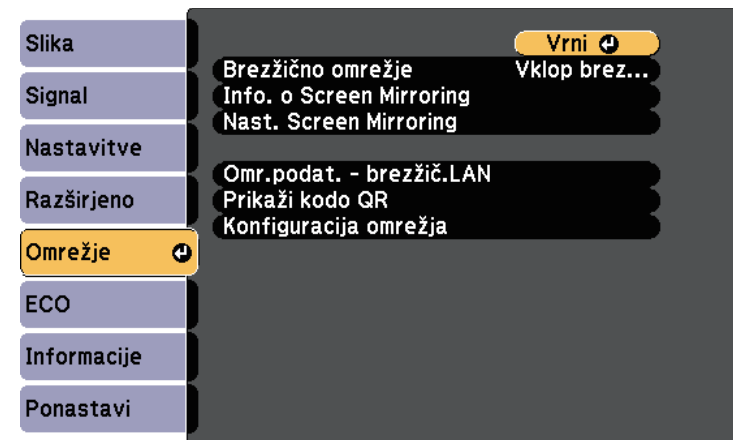 Slika
Signal
Nastavitve
Razširjeno
Omrežje
ECO
Informacije
Ponastavi
Vrni
Brezžično omrežje Vklop brez...
Info. o Screen Mirroring
Nast. Screen Mirroring
Omr.podat. - brezžič.LAN
Prikaži kodo QR
Konfiguracija omrežja